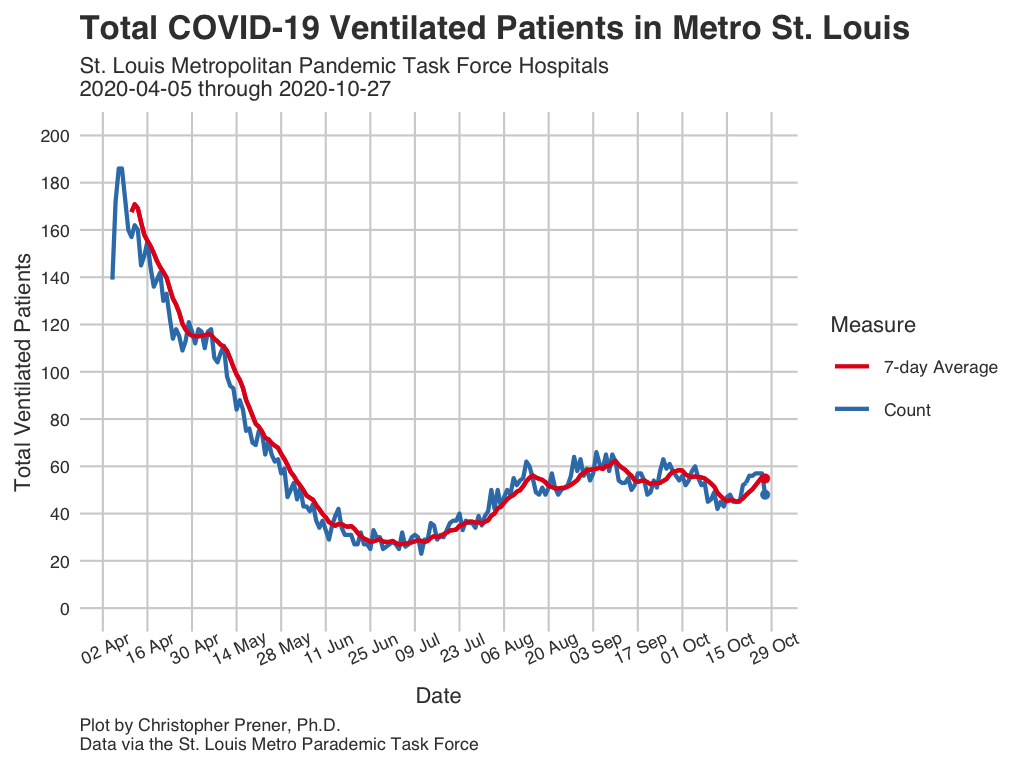 Total COVID-19 Ventilated Patients in Metro St. Louis
St. Louis Metropolitan Pandemic Task Force Hospitals
2020-04-05 through 2020-10-27
Total Ventilated Patients
200
180
160
140
120
100
80
60
40
20
0
02 Apr
16 Apr
30 Apr
14 May
28 May
11 Jun
25 Jun
09 Jul
23 Jul
06 Aug
20 Aug
03 Sep
17 Sep
01 Oct
15 Oct
29 Oct
Date
Measure
7-day Average
Count
Plot by Christopher Prener, Ph.D.
Data via the St. Louis Metro Parademic Task Force